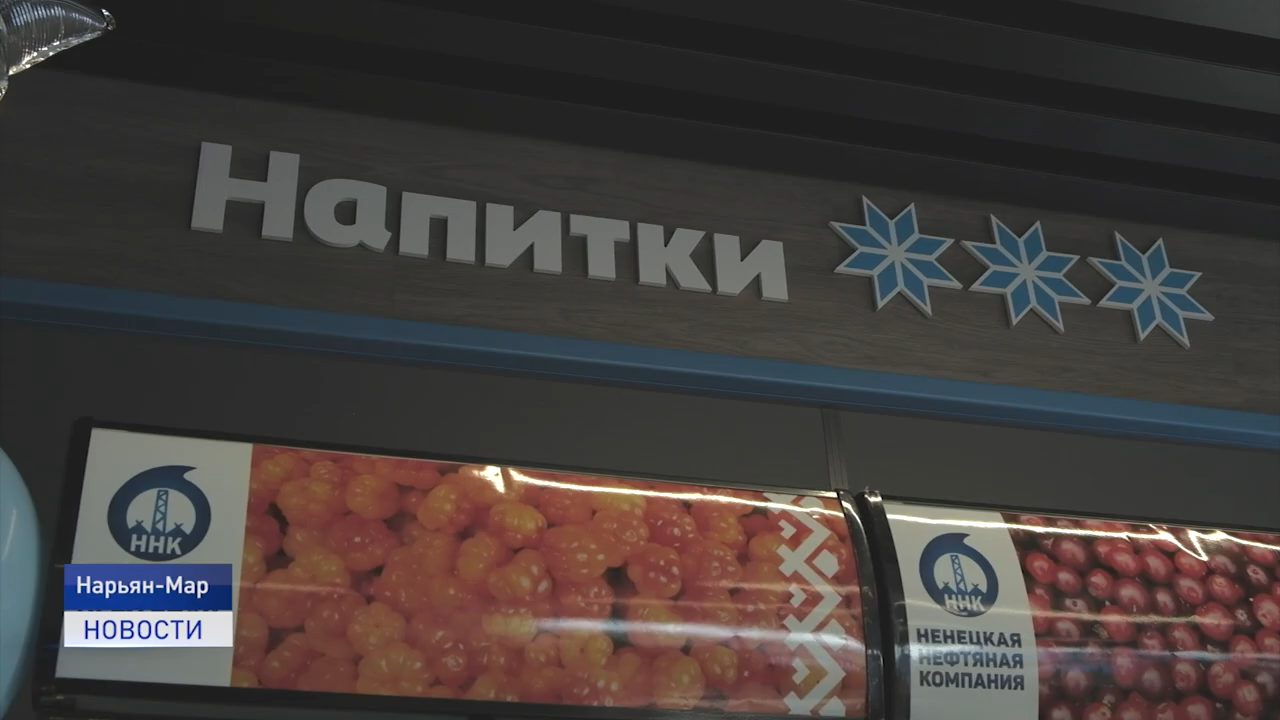 Напитки
ННК
Нарьян-Мар
НОВОСТИ
ННК
НЕНЕЦКАЯ
НЕФТЯНАЯ
КОМПАНИЯ